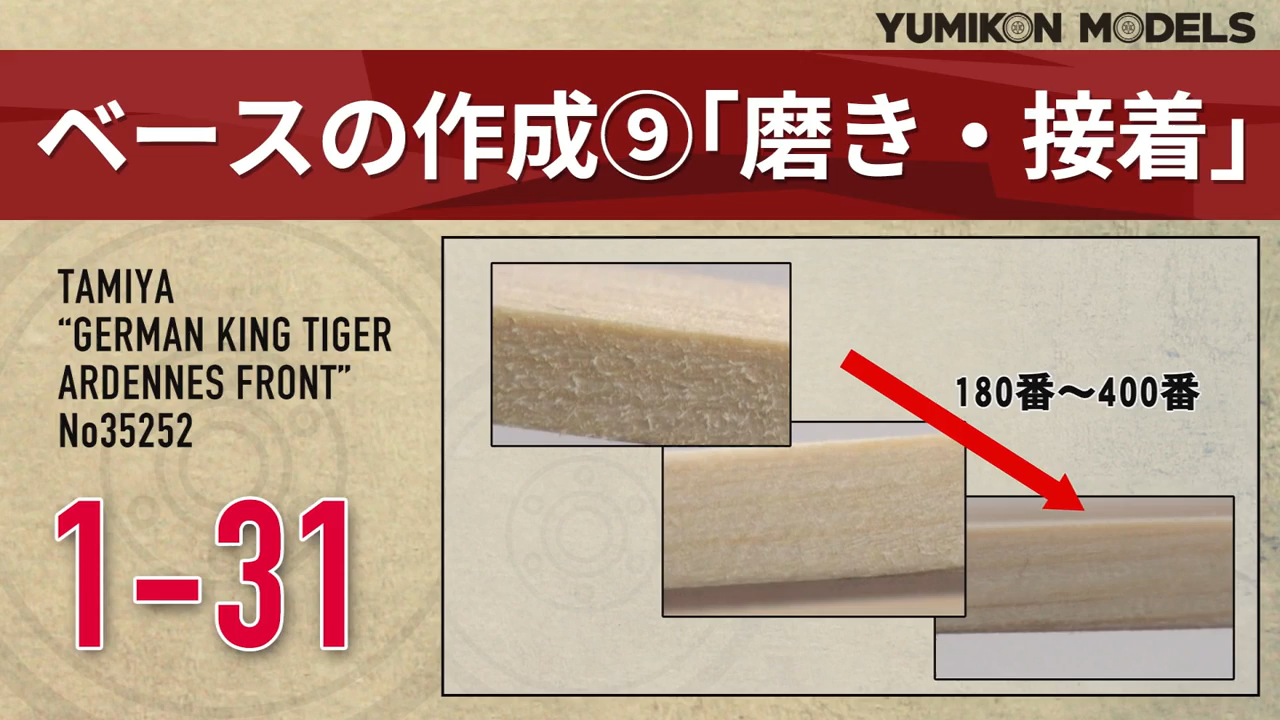 YUMIKON MODELS
ベースの作成⑨「磨き・接着」
TAMIYA
“GERMAN KING TIGER
ARDENNES FRONT”
No35252
1-31
180番～400番